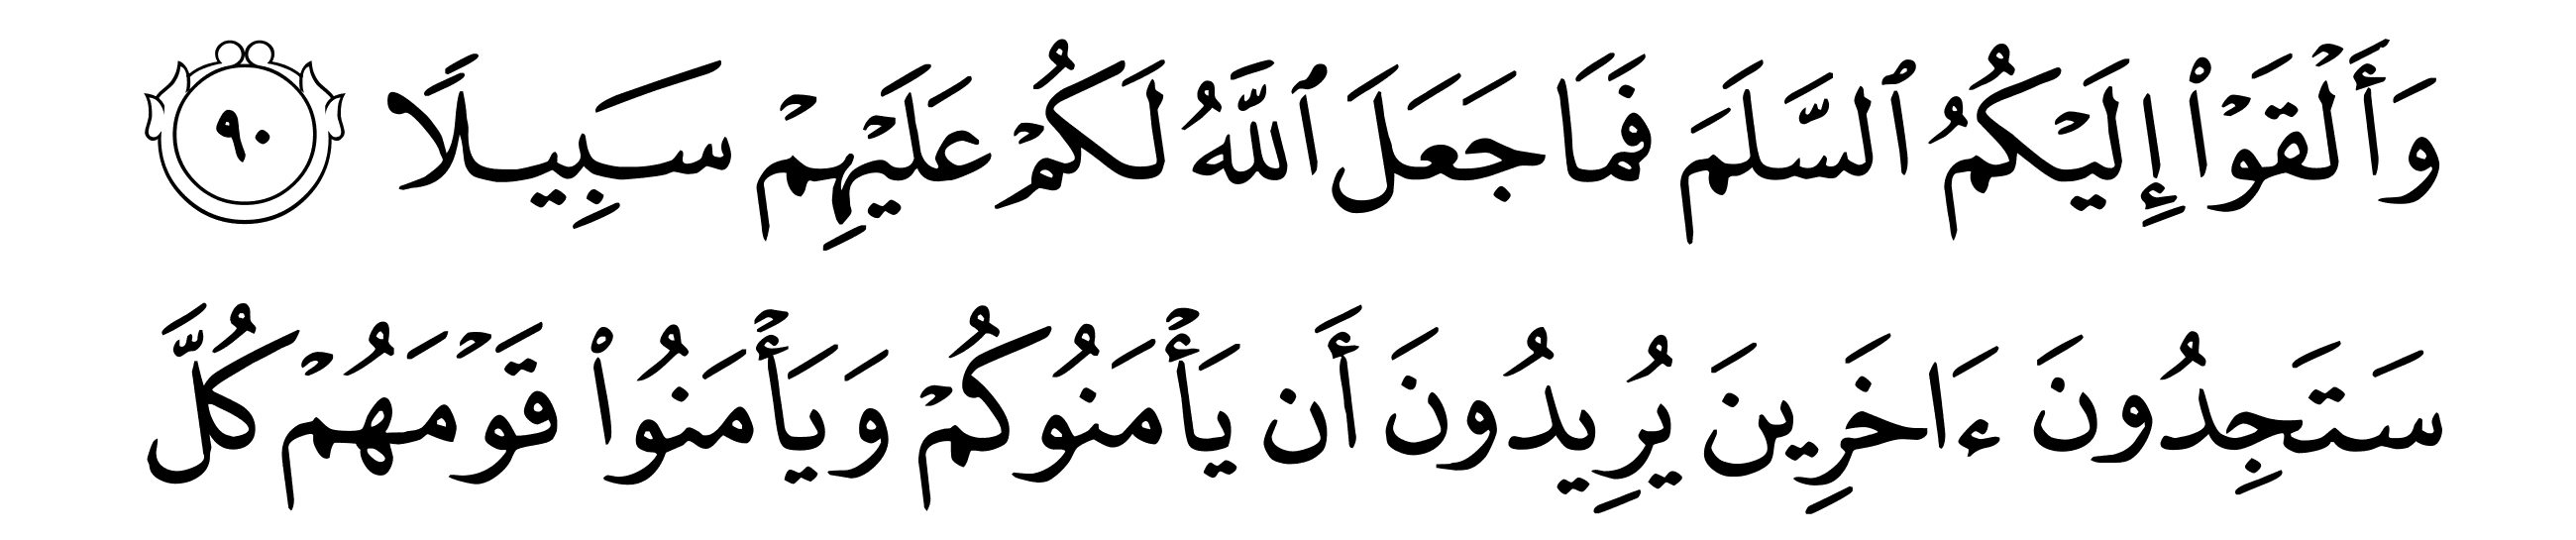 وَأَلۡقَوۡاْ إِلَيۡكُمُ ٱلسَّلَمَ فَمَا جَعَلَ ٱللَّهُ لَكُمۡ عَلَيۡهِمۡ سَبِيلًا ٩٠
سَتَجِدُونَ ءَاخَرِينَ يُرِيدُونَ أَن يَأۡمَنُوكُمۡ وَيَأۡمَنُواْ قَوۡمَهُمۡ كُلَّ